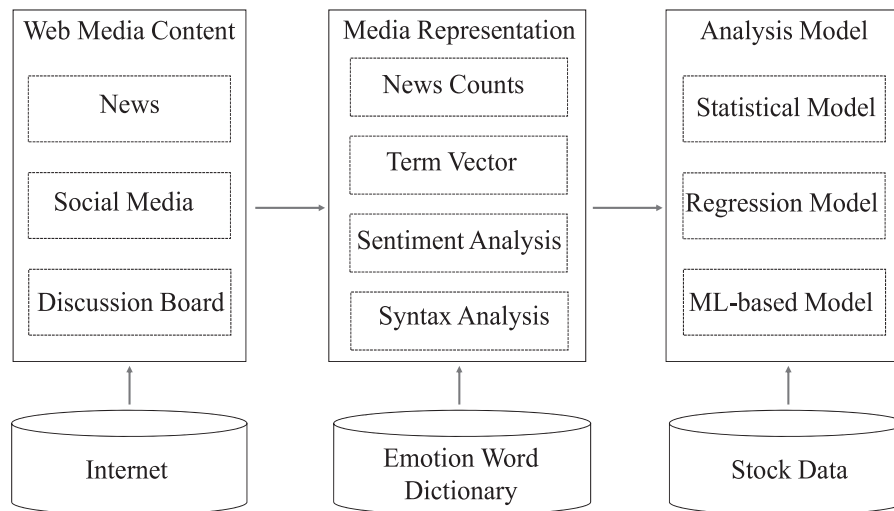 Web Media Content
News
Social Media
Discussion Board
Internet
Media Representation
News Counts
Term Vector
Sentiment Analysis
Syntax Analysis
Emotion Word
Dictionary
Analysis Model
Statistical Model
Regression Model
ML-based Model
Stock Data